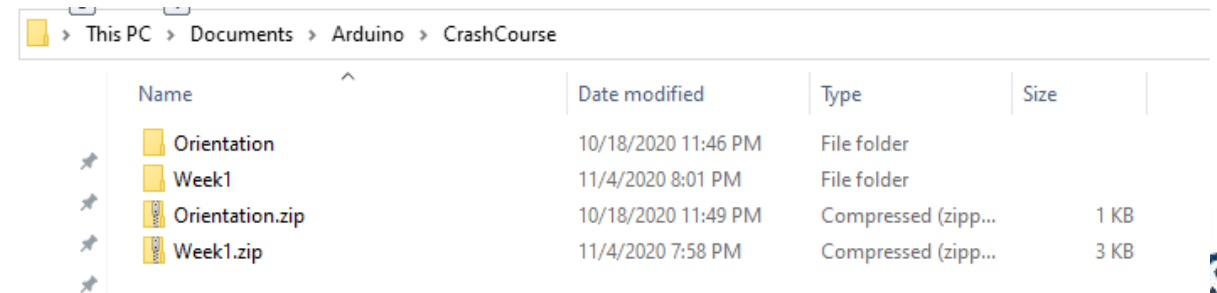 This PC > Documents > Arduino > CrashCourse
Name Date modified Type Size
Orientation 10/18/2020 11:46 PM File folder
Week1 11/4/2020 8:01 PM File folder
Orientation.zip 10/18/2020 11:49 PM Compressed (zipp... 1 KB
Week1.zip 11/4/2020 7:58 PM Compressed (zipp... 3 KB